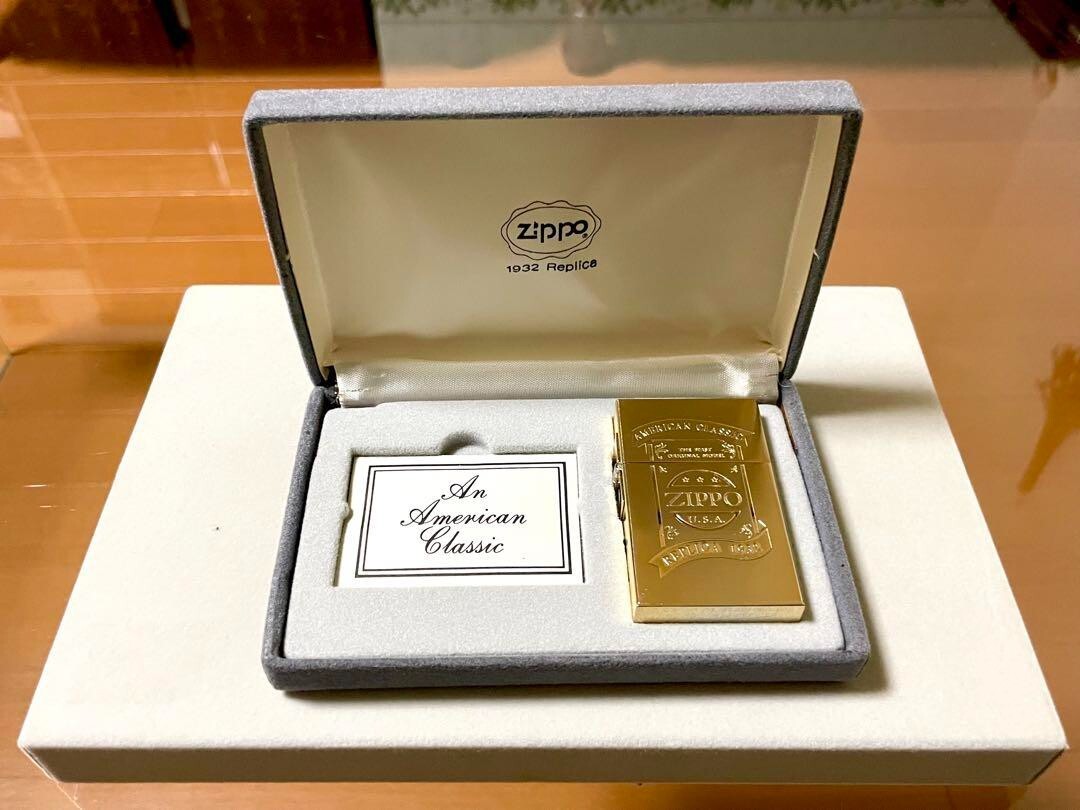 Zippo
1932 Replica
An
American
Classic
AMERICAN CLASSIC
THE FIRST
ORIGINAL MODEL
ZIPPO
U.S.A.
REPLICA 1932